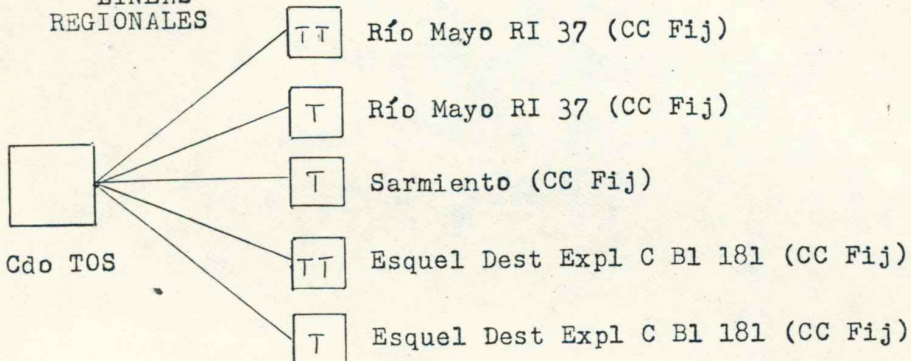 LINEAS
REGIONALES
TT Río Mayo RI 37 (CC Fij)
T Río Mayo RI 37 (CC Fij)
T Sarmiento (CC Fij)
Cdo TOS
TT Esquel Dest Expl C Bl 181 (CC Fij)
T Esquel Dest Expl C Bl 181 (CC Fij)